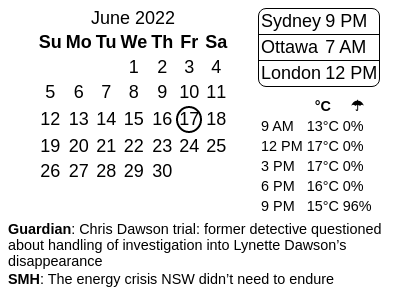 June 2022
Su Mo Tu We Th Fr Sa
1 2 3 4
5 6 7 8 9 10 11
12 13 14 15 16 17 18
19 20 21 22 23 24 25
26 27 28 29 30
Sydney 9 PM
Ottawa 7 AM
London 12 PM
°C ☂
9 AM 13°C 0%
12 PM 17°C 0%
3 PM 17°C 0%
6 PM 16°C 0%
9 PM 15°C 96%
Guardian: Chris Dawson trial: former detective questioned
about handling of investigation into Lynette Dawson’s
disappearance
SMH: The energy crisis NSW didn’t need to endure